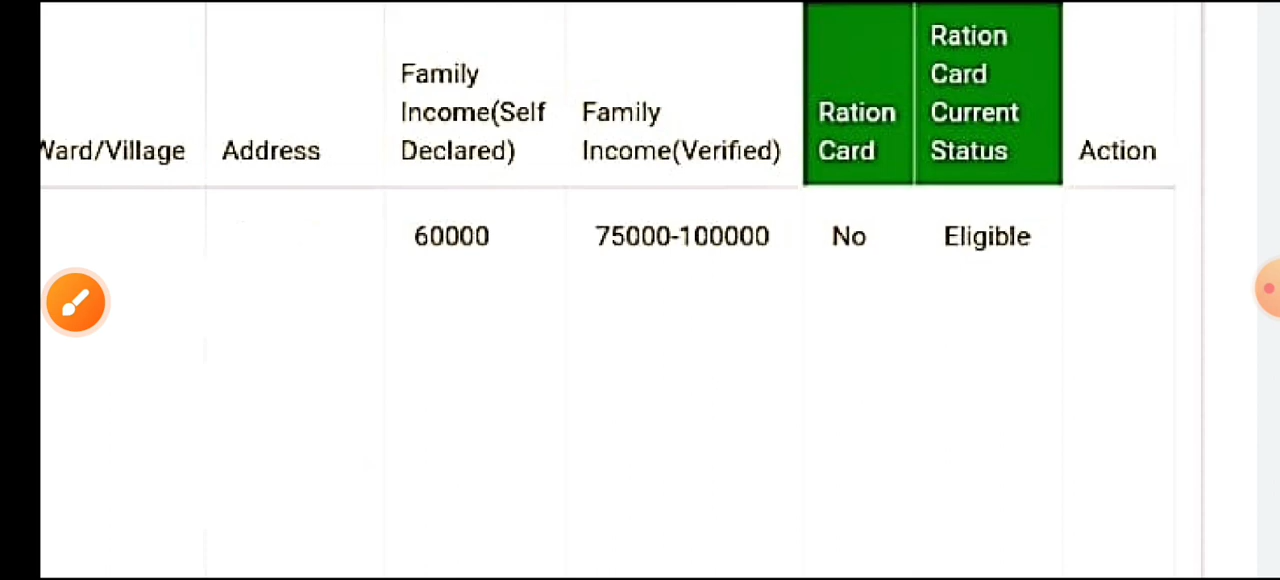 Ward/Village
Address
Family
Income(Self
Declared)
Family
Income(Verified)
Ration
Card
Ration
Card
Current
Status
Action
60000
75000-100000
No
Eligible